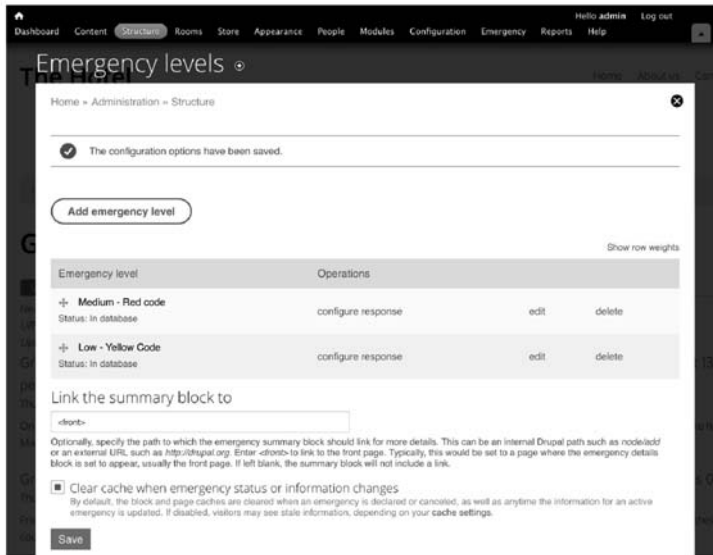 Hello admin Log out
Dashboard Content Structure Rooms Store Appearance People Modules Configuration Emergency Reports Help
Emergency levels
The Hotel
Home About us
Home » Administration » Structure
The configuration options have been saved.
Add emergency level
Show row weights
Emergency level Operations
Medium - Red code configure response edit delete
Status: In database
Low - Yellow Code configure response edit delete
Status: In database
Link the summary block to
<front>
Optionally, specify the path to which the emergency summary block should link for more details. This can be an internal Drupal path such as node/add
or an external URL such as http://drupal.org. Enter <front> to link to the front page. Typically, this would be set to a page where the emergency details
block is set to appear, usually the front page. If left blank, the summary block will not include a link.
Clear cache when emergency status or information changes
By default, the block and page caches are cleared when an emergency is declared or canceled, as well as anytime the information for an active
emergency is updated. If disabled, visitors may see stale information, depending on your cache settings.
Save